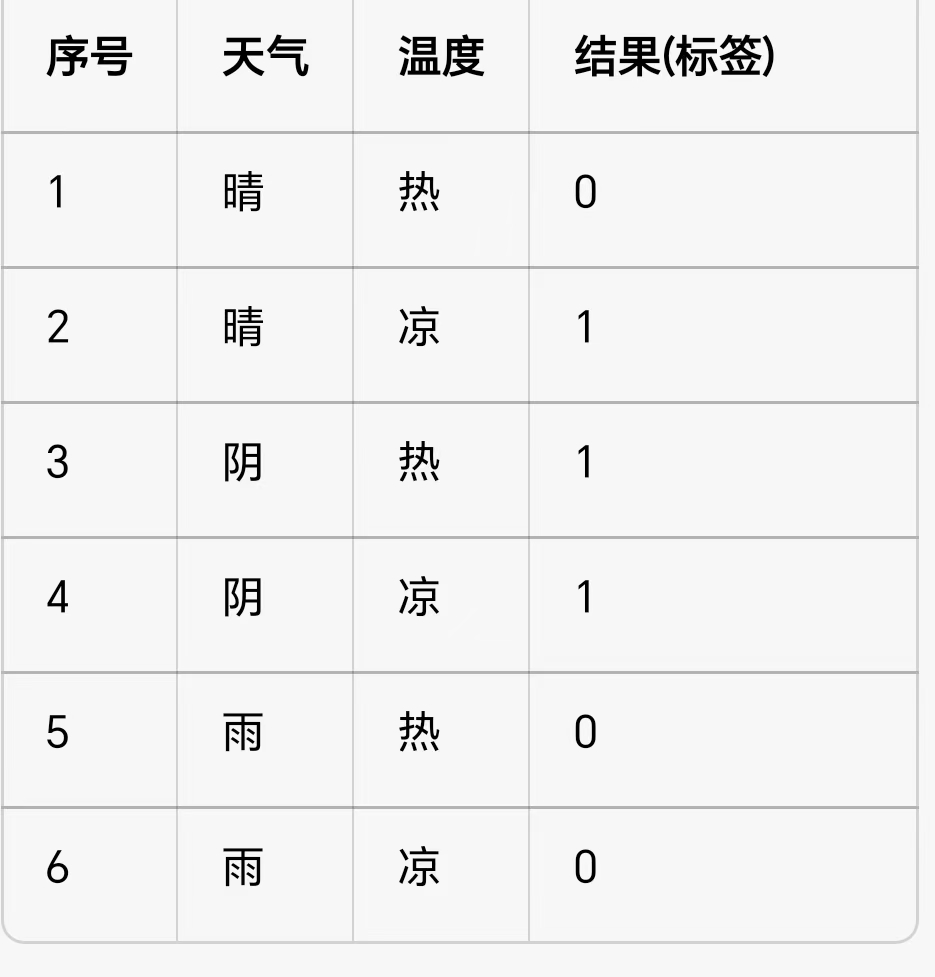 序号 天气 温度 结果(标签)
1 晴 热 0
2 晴 凉 1
3 阴 热 1
4 阴 凉 1
5 雨 热 0
6 雨 凉 0